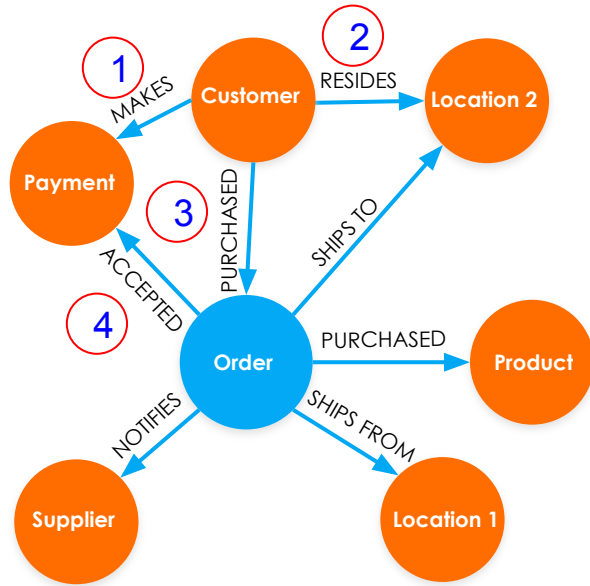 1
2
MAKES
Customer
RESIDES
Location 2
Payment
3
PURCHASED
SHIPS TO
ACCEPTED
4
Order
PURCHASED
Product
NOTIFIES
SHIPS FROM
Supplier
Location 1